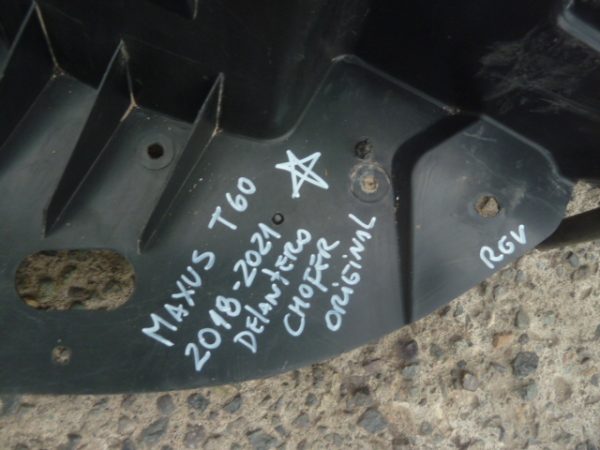 MAXUS T60
2018-2021
DELANTERO
CHOFER
ORIGINAL
RGV